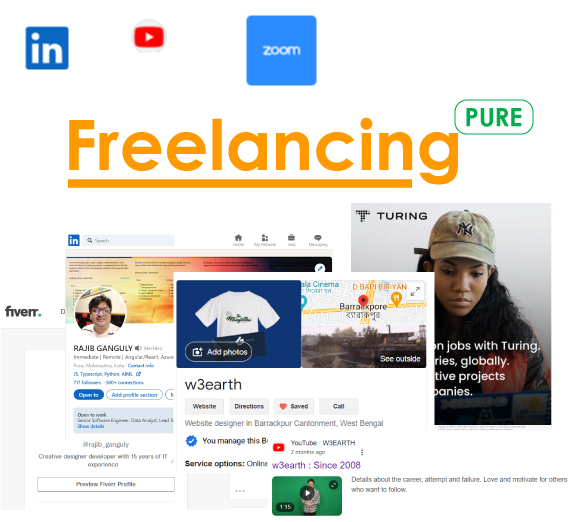 in
zoom
Freelancing
PURE
TURING
in Search
Home My Network Jobs Messaging
fiverr.
D
RAJIB GANGULY (He/Him)
Immediate | Remote | Angular/React, Azure
Pune, Maharashtra, India Contact info
JS, Typescript, Python, AIML
717 followers · 500+ connections
Open to Add profile section M
Open to work
Senior Software Engineer, Data Analyst, Lead T
Show details
@rajib_ganguly
Creative designer developer with 15 years of IT
experience
Preview Fiverr Profile
Add photos
ala Cinema
D BAPI BIRIYAN
Barrackpore
ব্যারাকপুর
See outside
w3earth
Website Directions Saved Call
Website designer in Barrackpur Cantonment, West Bengal
You manage this B
Service options: Online
YouTube · W3EARTH
2 months ago
w3earth : Since 2008
1:15
Details about the career, attempt and failure. Love and motivate for others
who want to follow.
NY
n jobs with Turing.
ries, globally.
tive projects
panies.